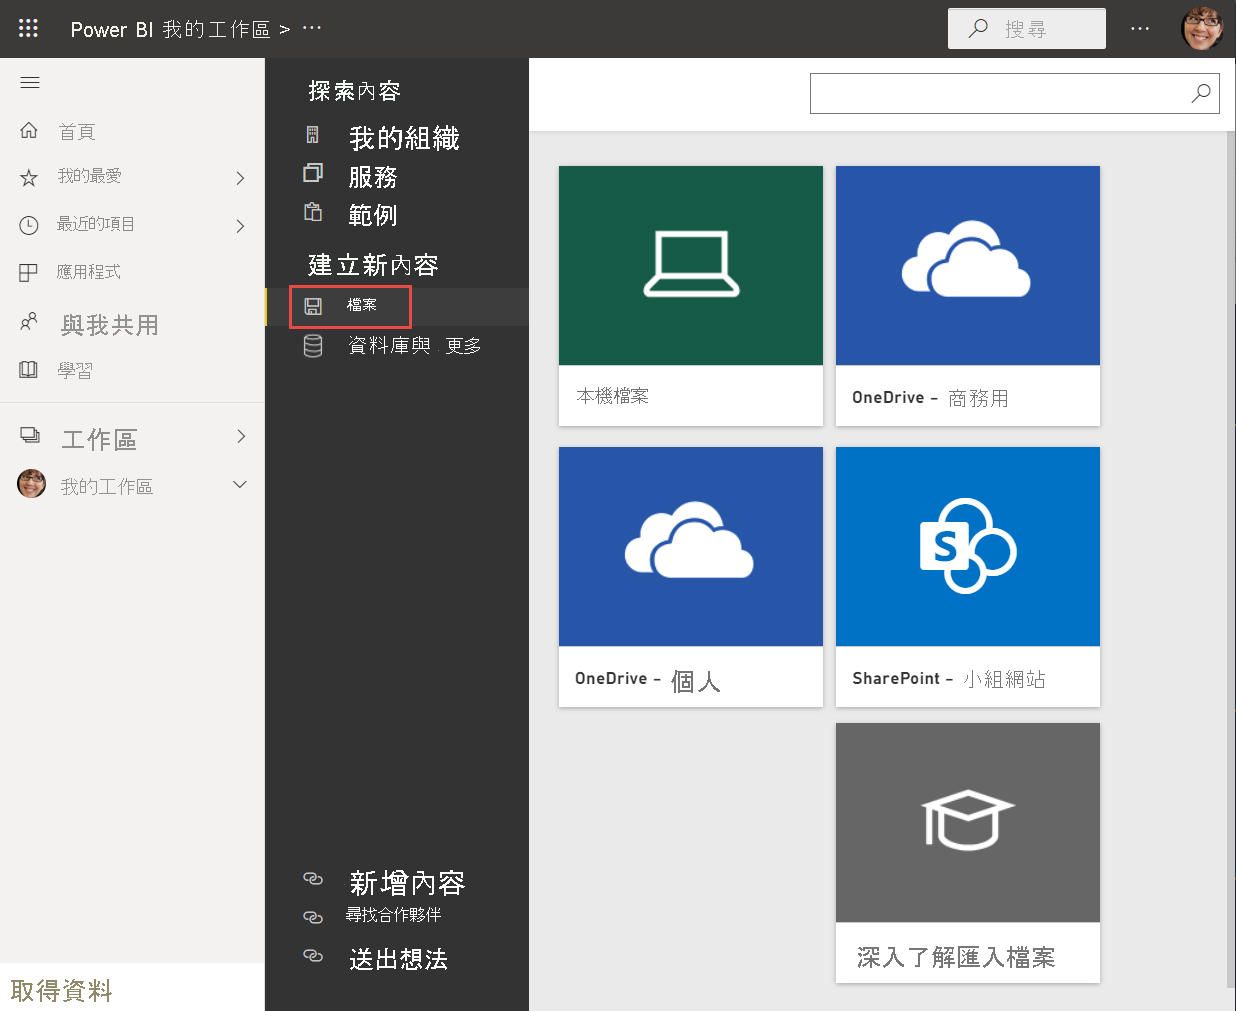 Power BI 我的工作區 > ···
搜尋
···
首頁
我的最愛
最近的項目
應用程式
與我共用
學習
工作區
我的工作區
取得資料
探索內容
我的組織
服務
範例
建立新內容
檔案
資料庫與 . 更多
新增內容
尋找合作夥伴
送出想法
本機檔案
OneDrive – 商務用
OneDrive – 個人
S
SharePoint – 小組網站
深入了解匯入檔案